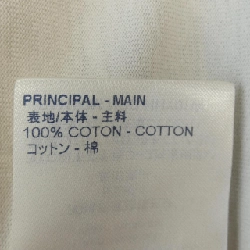 PRINCIPAL - MAIN
表地/本体 - 主料
100% COTON - COTTON
コットン - 棉